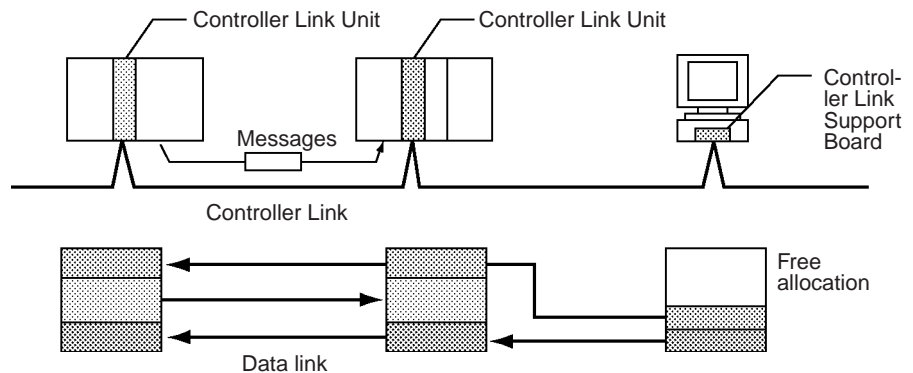 Controller Link Unit
Controller Link Unit
Control-
ler Link
Support
Board
Messages
Controller Link
Free
allocation
Data link